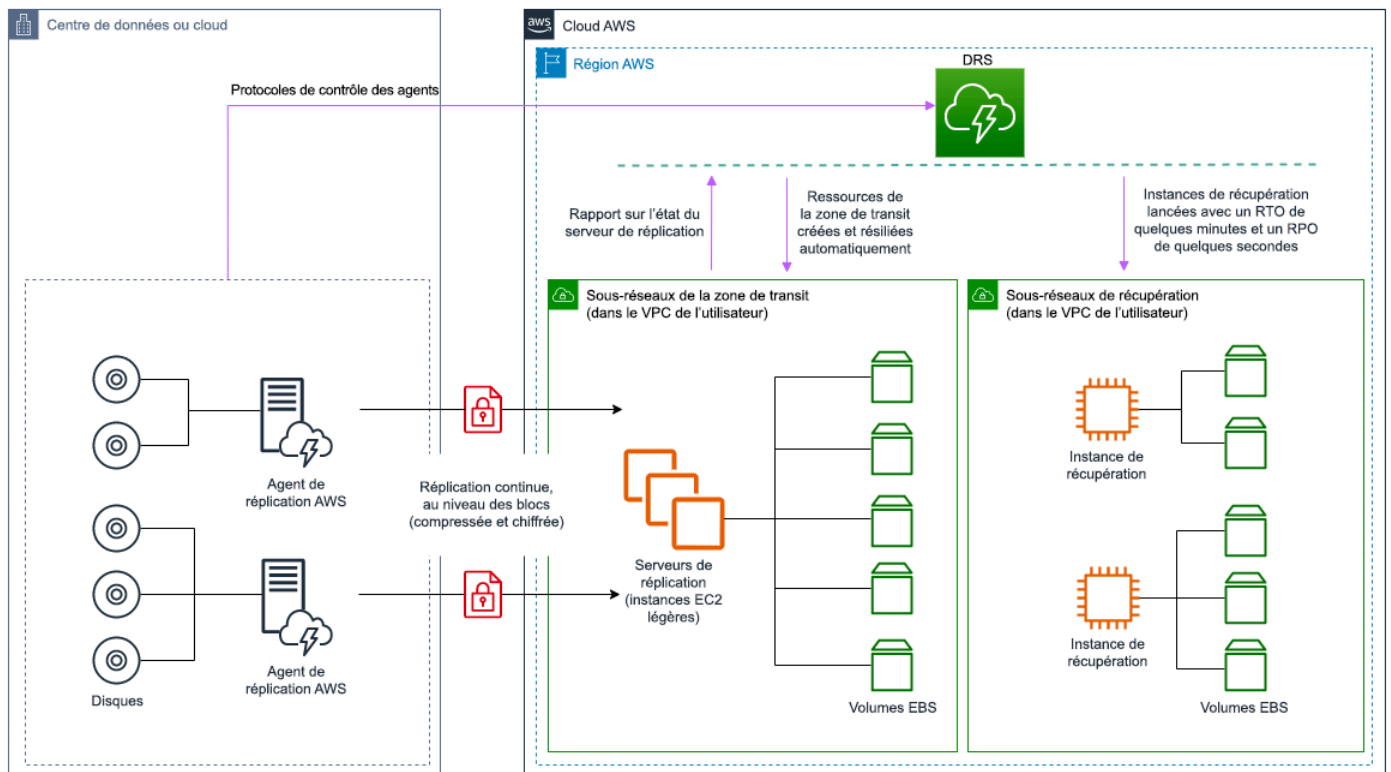 Centre de données ou cloud
aws
Cloud AWS
Région AWS
DRS
Protocoles de contrôle des agents
Rapport sur l’état du
serveur de réplication
Ressources de
la zone de transit
créées et résiliées
automatiquement
Instances de récupération
lancées avec un RTO de
quelques minutes et un RPO
de quelques secondes
Sous-réseaux de la zone de transit
(dans le VPC de l’utilisateur)
Sous-réseaux de récupération
(dans le VPC de l’utilisateur)
Agent de
réplication AWS
Réplication continue,
au niveau des blocs
(compressée et chiffrée)
Instance de
récupération
Serveurs de
réplication
(instances EC2
légères)
Agent de
réplication AWS
Instance de
récupération
Disques
Volumes EBS
Volumes EBS